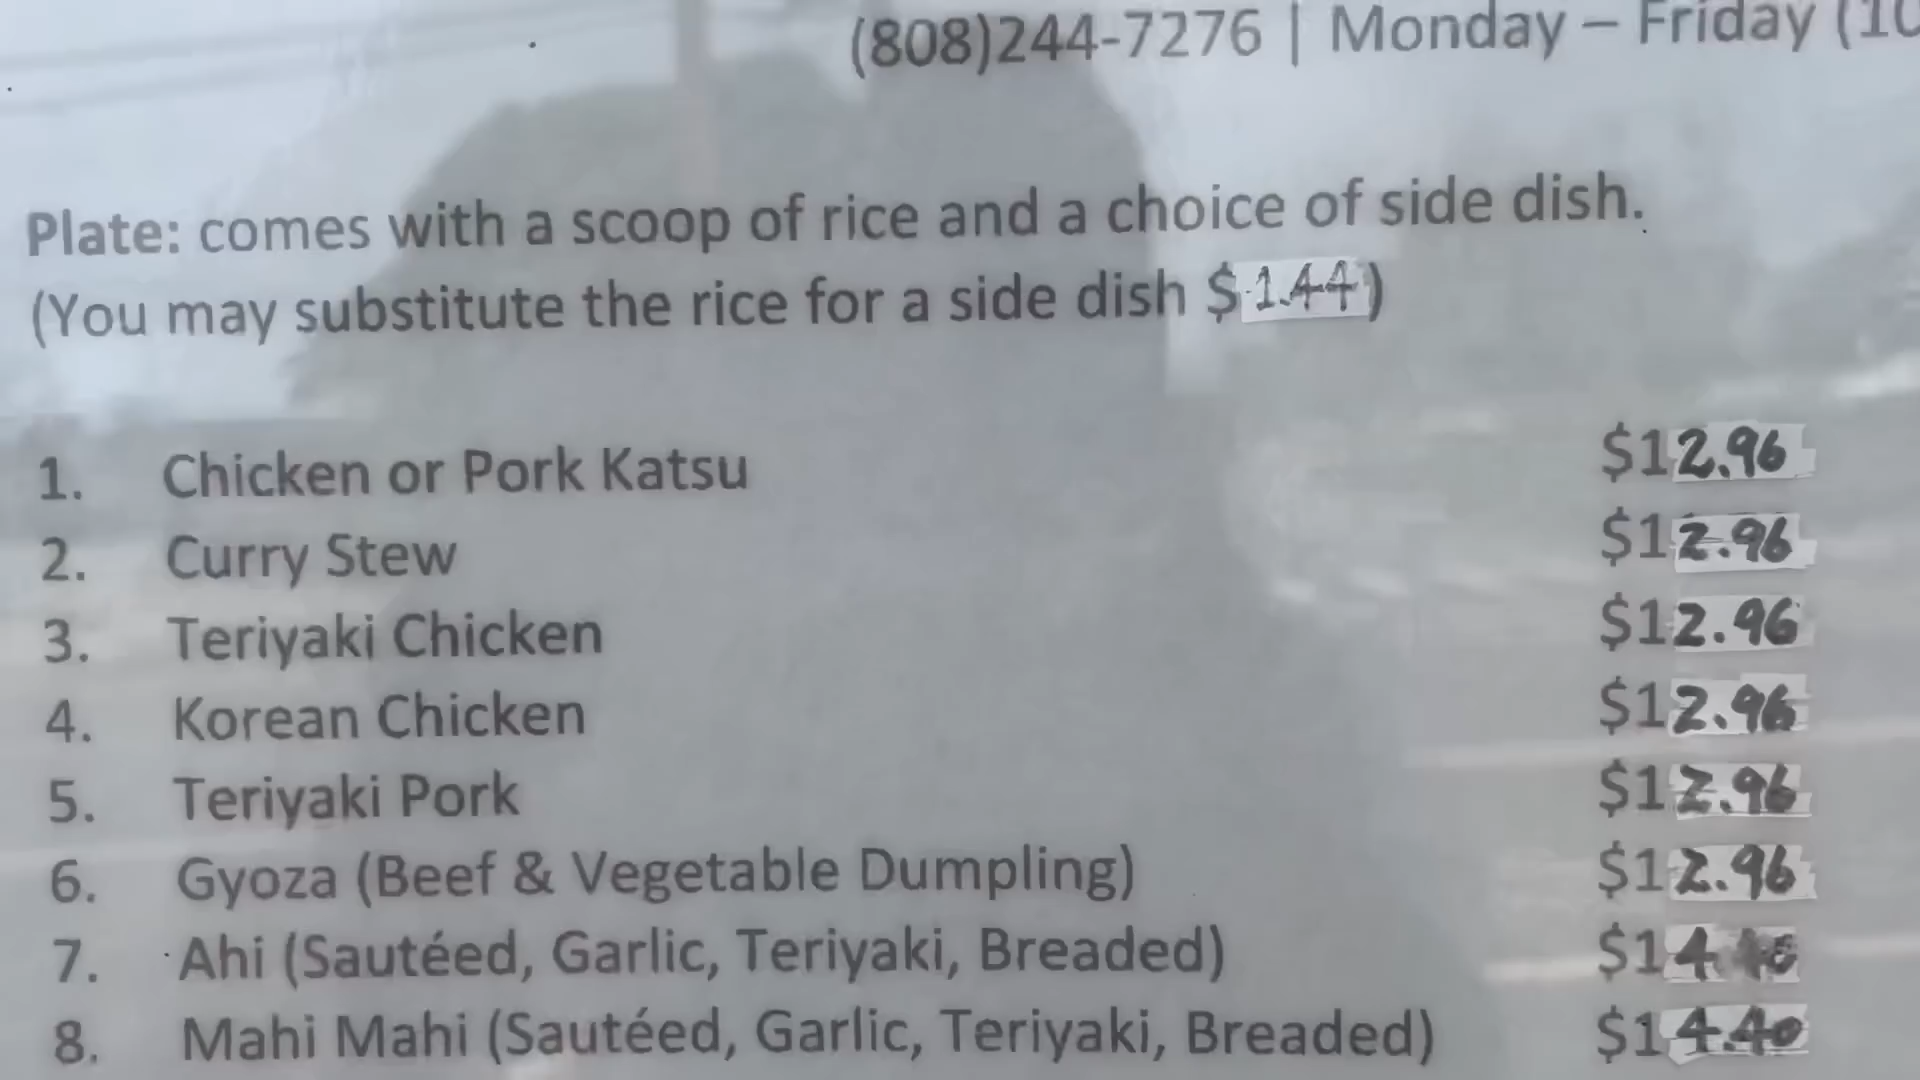 (808)244-7276 | Monday – Friday (10
Plate: comes with a scoop of rice and a choice of side dish.
(You may substitute the rice for a side dish $1.44)
1. Chicken or Pork Katsu $12.96
2. Curry Stew $12.96
3. Teriyaki Chicken $12.96
4. Korean Chicken $12.96
5. Teriyaki Pork $12.96
6. Gyoza (Beef & Vegetable Dumpling) $12.96
7. Ahi (Sautéed, Garlic, Teriyaki, Breaded)
8. Mahi Mahi (Sautéed, Garlic, Teriyaki, Breaded) $14.40